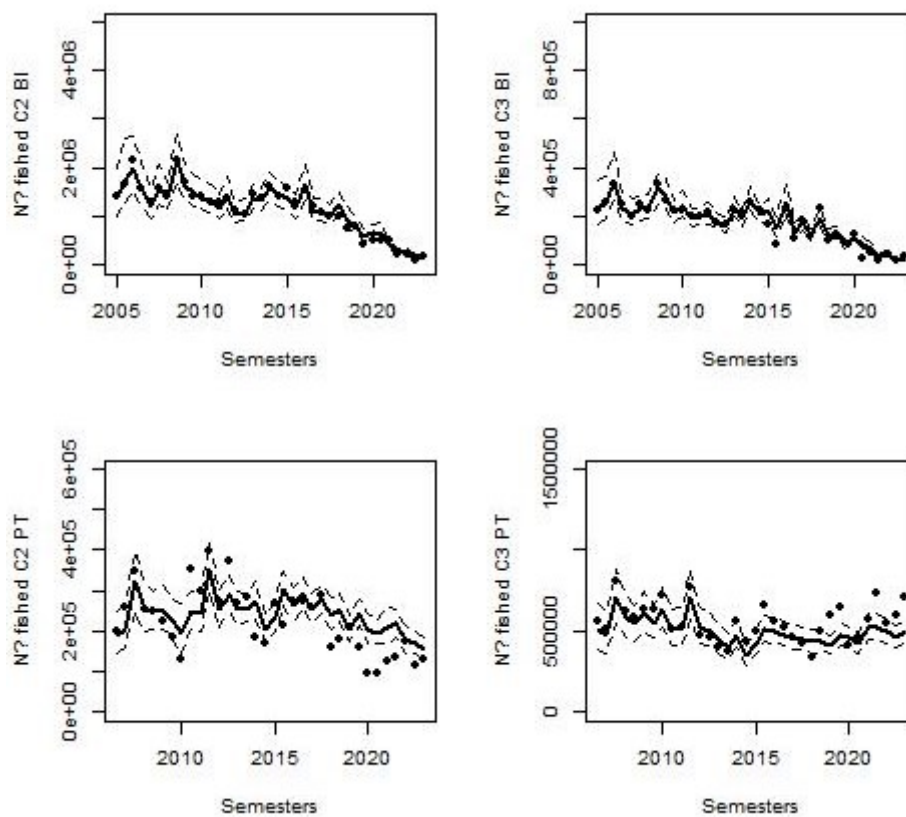 N? fished C2 BI
0e+00 2e+06 4e+06
2005 2010 2015 2020
Semesters
N? fished C3 BI
0e+00 4e+05 8e+05
2005 2010 2015 2020
Semesters
N? fished C2 PT
0e+00 2e+05 4e+05 6e+05
2010 2015 2020
Semesters
N? fished C3 PT
0 500000 1500000
2010 2015 2020
Semesters